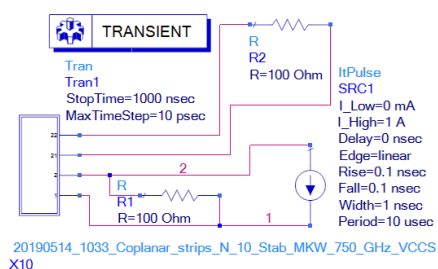 TRANSIENT
Tran
Tran1
StopTime=1000 nsec
MaxTimeStep=10 psec
R
R2
R=100 Ohm
ItPulse
SRC1
I_Low=0 mA
I_High=1 A
Delay=0 nsec
Edge=linear
Rise=0.1 nsec
Fall=0.1 nsec
Width=1 nsec
Period=10 usec
22
21
2
1
2
R
R1
R=100 Ohm
1
20190514_1033_Coplanar_strips_N_10_Stab_MKW_750_GHz_VCCS
X10